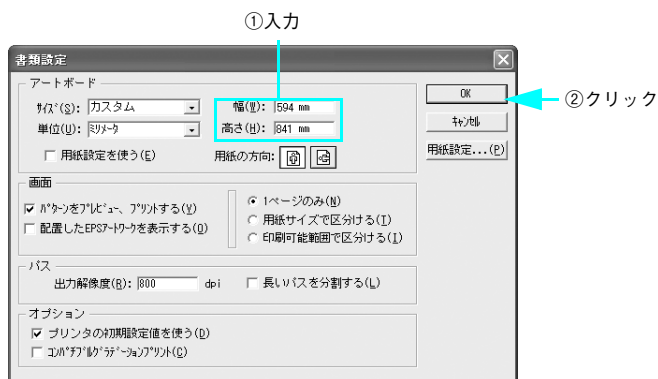 ①入力
書類設定
アートボード
サイズ(S): カスタム
幅(W): 594 mm
OK
②クリック
単位(U): ミリメータ
高さ(H): 841 mm
キャンセル
用紙設定を使う(E)
用紙の方向:
用紙設定...(P)
画面
パターンをプレビュー、プリントする(Y)
配置したEPSアートワークを表示する(O)
1ページのみ(N)
用紙サイズで区分ける(T)
印刷可能範囲で区分ける(I)
パス
出力解像度(R): 800 dpi
長いパスを分割する(L)
オプション
プリンタの初期設定値を使う(D)
コンパチブルグラデーションプリント(C)